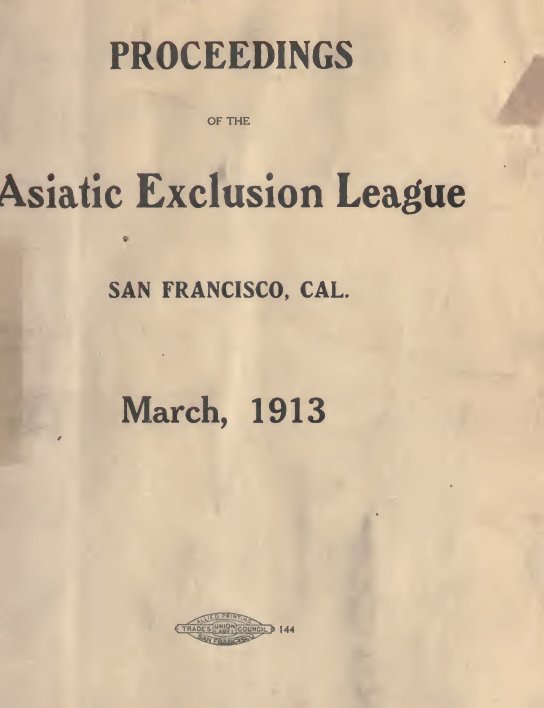 PROCEEDINGS
OF THE
Asiatic Exclusion League
SAN FRANCISCO, CAL.
March, 1913
ALLIED PRINTING
TRADES UNION LABEL COUNCIL 144
SAN FRANCISCO